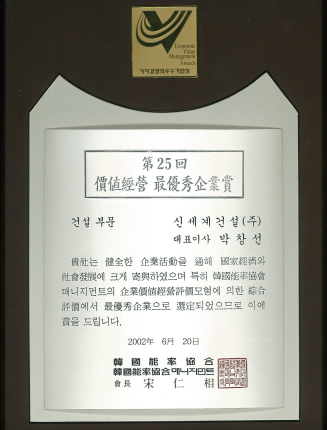 Economic
Value
Management
Awards
가치경영최우수기업상
第25回
價値經營 最優秀企業賞
건설 부문
신세계건설(주)
대표이사 박창선
貴社는 健全한 企業活動을 通해 國家經濟와
社會發展에 크게 寄與하였으며 특히 韓國能率協會
매니지먼트의 企業價値經營評價모형에 의한 綜合
評價에서 最優秀企業으로 選定되었으므로 이에
賞을 드립니다.
2002年 6月 20日
韓國能率協會
韓國能率協會매니지먼트
會長 宋仁相